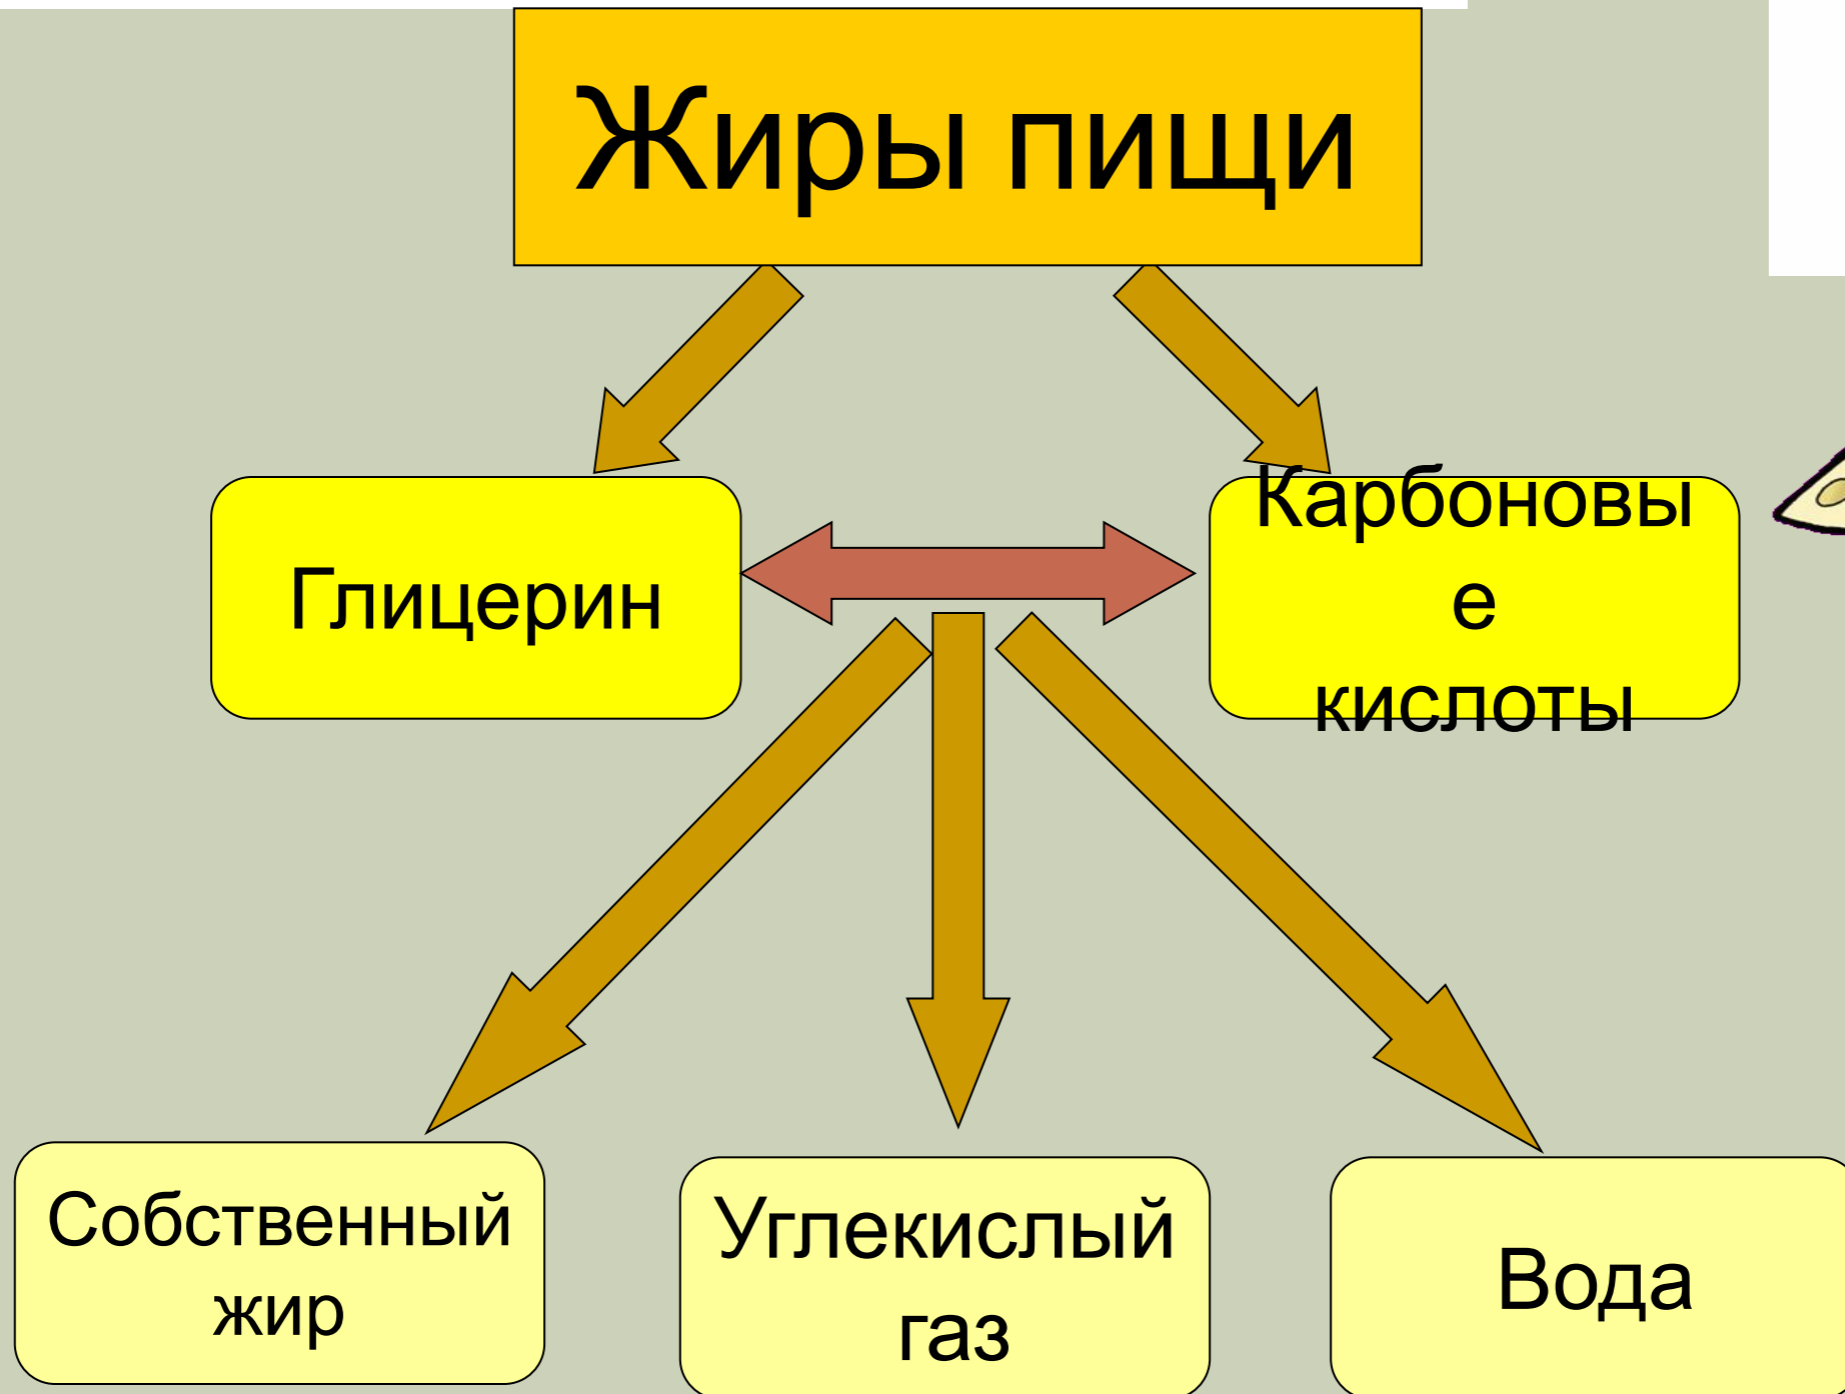 Жиры пищи
Глицерин
Карбоновы
е
кислоты
Собственный
жир
Углекислый
газ
Вода